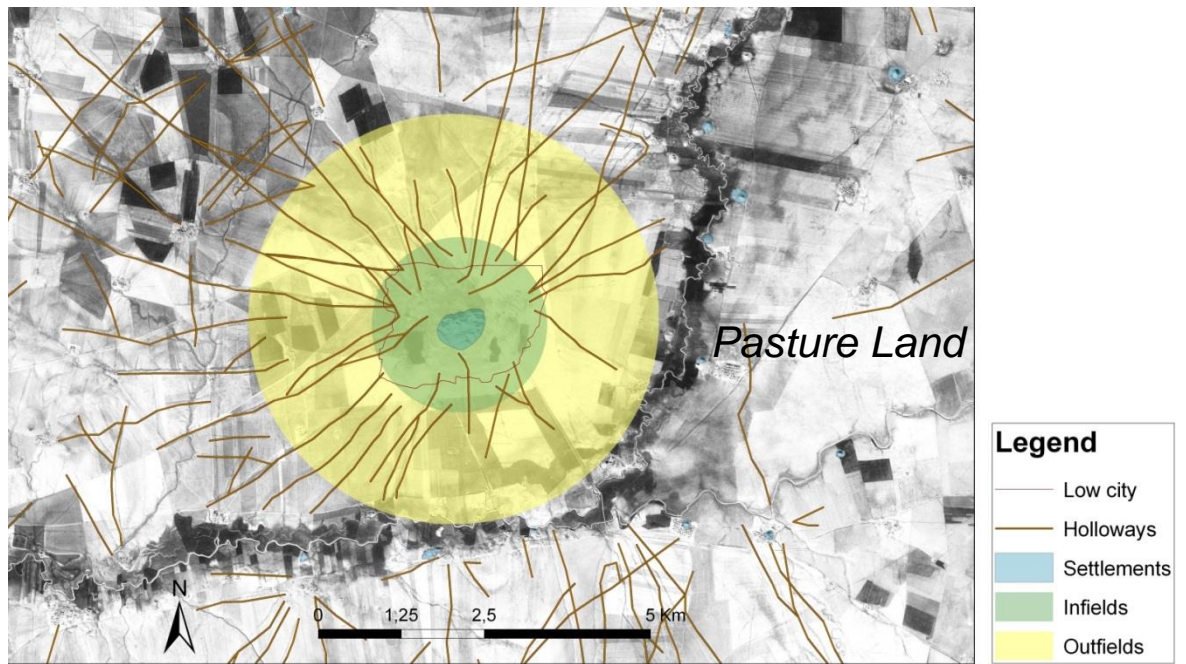 Pasture Land
N
0 1,25 2,5 5 Km
Legend
Low city
Holloways
Settlements
Infields
Outfields